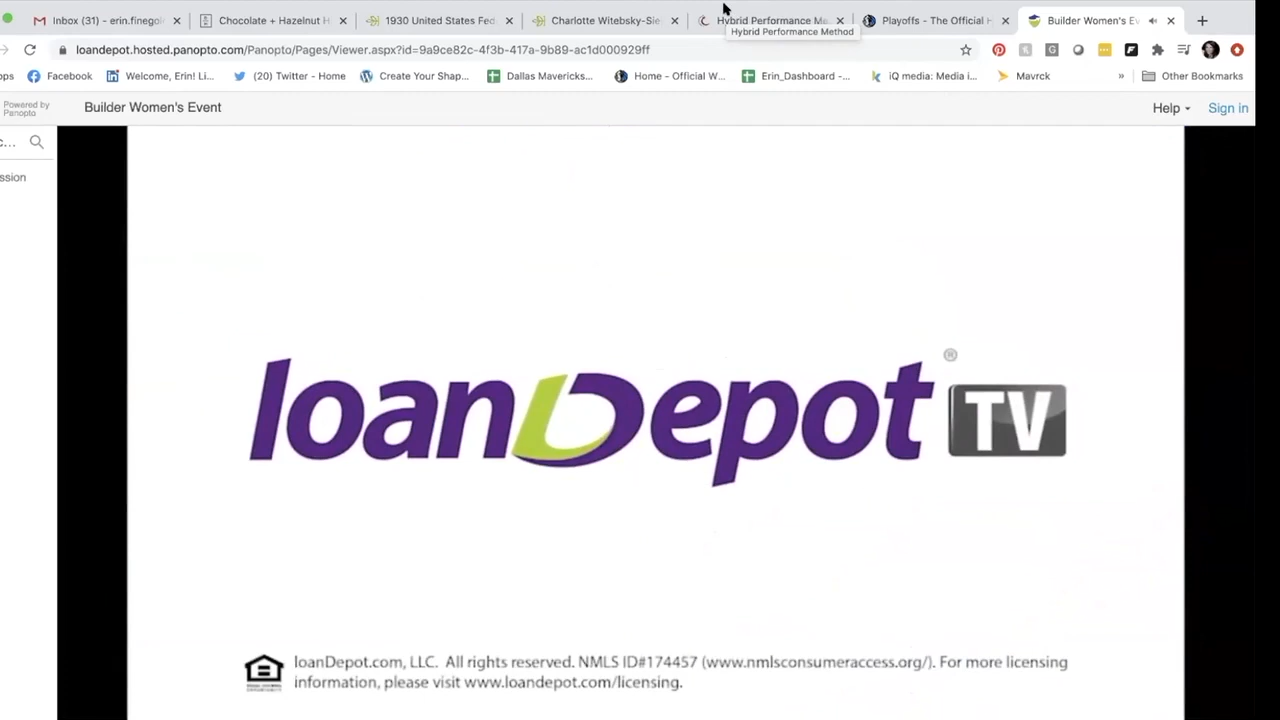 Inbox (31) - erin.finegol
Chocolate + Hazelnut H
1930 United States Fed
Charlotte Witebsky-Sie
Hybrid Performance Me
Playoffs - The Official H
Builder Women's Ev
Hybrid Performance Method
loandepot.hosted.panopto.com/Panopto/Pages/Viewer.aspx?id=9a9ce82c-4f3b-417a-9b89-ac1d000929ff
ps
Facebook
Welcome, Erin! Li...
(20) Twitter - Home
Create Your Shap...
Dallas Mavericks...
Home - Official W...
Erin_Dashboard -...
iQ media: Media i...
Mavrck
»
Other Bookmarks
Powered by
Panopto
Builder Women's Event
Help
Sign in
c...
ssion
loanDepot® TV
loanDepot.com, LLC. All rights reserved. NMLS ID#174457 (www.nmlsconsumeraccess.org/). For more licensing
information, please visit www.loandepot.com/licensing.